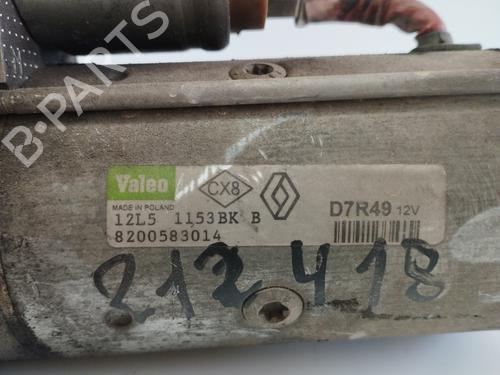 B-PARTS
Valeo CX8 D7R49 12V
MADE IN POLAND
12L5 1153BK B
8200583014
212418